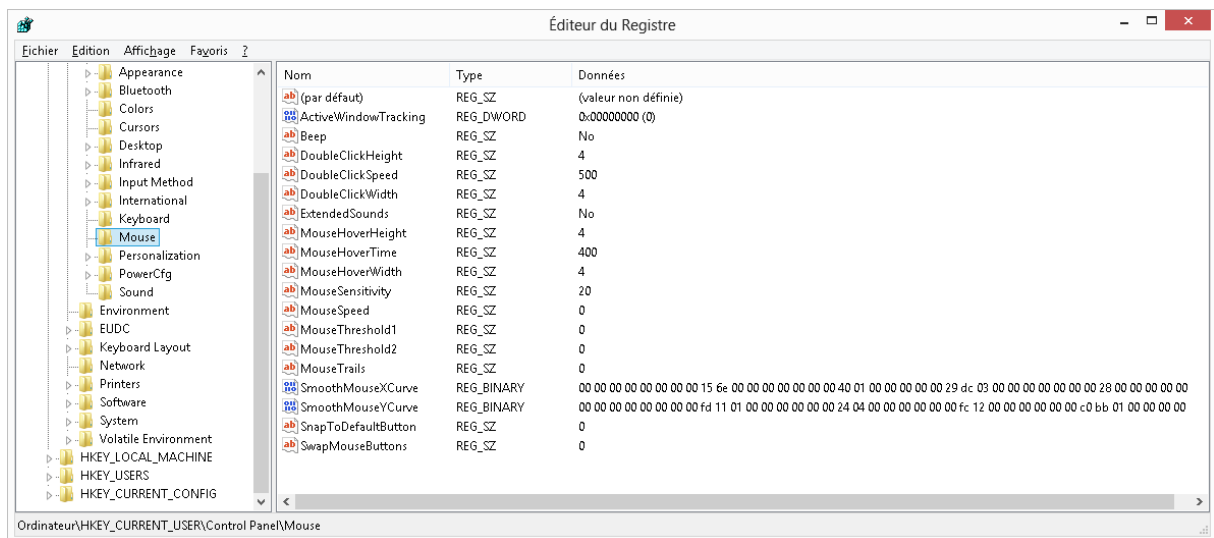 Éditeur du Registre
Fichier Edition Affichage Favoris ?
Appearance
Bluetooth
Colors
Cursors
Desktop
Infrared
Input Method
International
Keyboard
Mouse
Personalization
PowerCfg
Sound
Environment
EUDC
Keyboard Layout
Network
Printers
Software
System
Volatile Environment
HKEY_LOCAL_MACHINE
HKEY_USERS
HKEY_CURRENT_CONFIG
Nom Type Données
(par défaut) REG_SZ (valeur non définie)
ActiveWindowTracking REG_DWORD 0x00000000 (0)
Beep REG_SZ No
DoubleClickHeight REG_SZ 4
DoubleClickSpeed REG_SZ 500
DoubleClickWidth REG_SZ 4
ExtendedSounds REG_SZ No
MouseHoverHeight REG_SZ 4
MouseHoverTime REG_SZ 400
MouseHoverWidth REG_SZ 4
MouseSensitivity REG_SZ 20
MouseSpeed REG_SZ 0
MouseThreshold1 REG_SZ 0
MouseThreshold2 REG_SZ 0
MouseTrails REG_SZ 0
SmoothMouseXCurve REG_BINARY 00 00 00 00 00 00 00 00 15 6e 00 00 00 00 00 00 00 40 01 00 00 00 00 00 29 dc 03 00 00 00 00 00 00 00 28 00 00 00 00 00
SmoothMouseYCurve REG_BINARY 00 00 00 00 00 00 00 00 fd 11 01 00 00 00 00 00 00 24 04 00 00 00 00 00 00 fc 12 00 00 00 00 00 00 c0 bb 01 00 00 00 00
SnapToDefaultButton REG_SZ 0
SwapMouseButtons REG_SZ 0
Ordinateur\HKEY_CURRENT_USER\Control Panel\Mouse